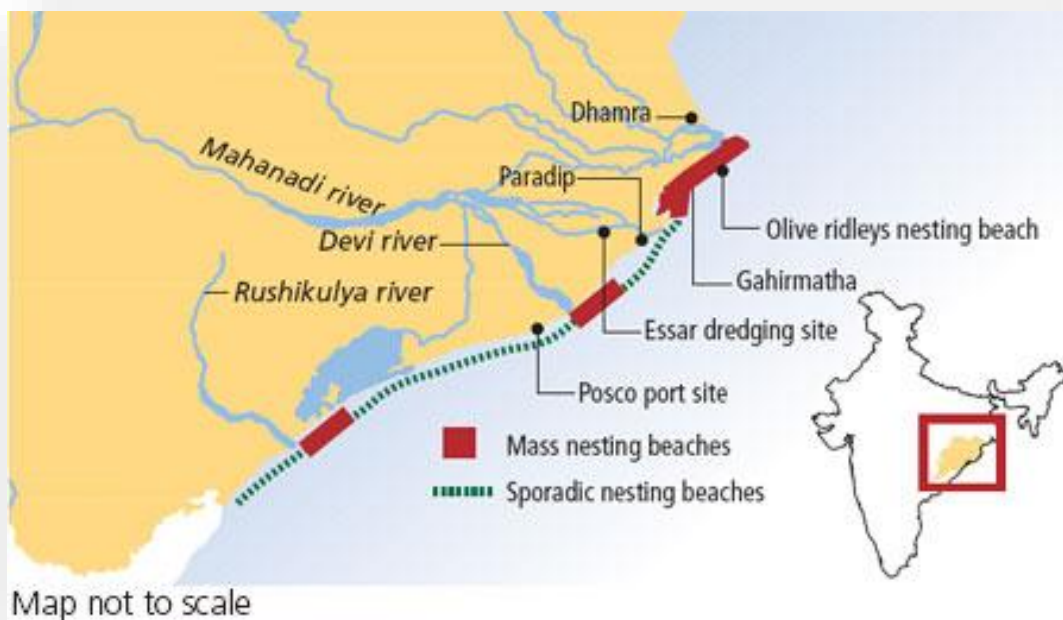 Dhamra
Mahanadi river
Paradip
Devi river
Olive ridleys nesting beach
Rushikulya river
Gahirmatha
Essar dredging site
Posco port site
Mass nesting beaches
Sporadic nesting beaches
Map not to scale